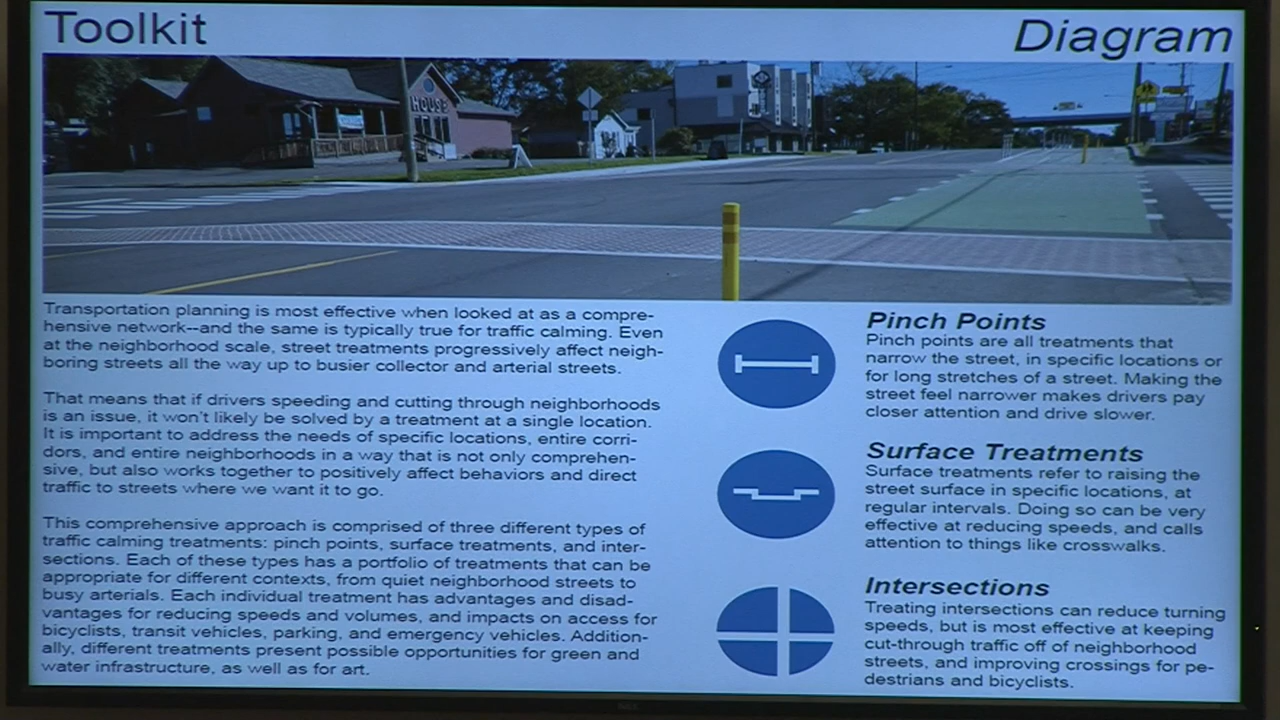 Toolkit
Diagram
HOUSE
Transportation planning is most effective when looked at as a compre-
hensive network--and the same is typically true for traffic calming. Even
at the neighborhood scale, street treatments progressively affect neigh-
boring streets all the way up to busier collector and arterial streets.
That means that if drivers speeding and cutting through neighborhoods
is an issue, it won't likely be solved by a treatment at a single location.
It is important to address the needs of specific locations, entire corri-
dors, and entire neighborhoods in a way that is not only comprehen-
sive, but also works together to positively affect behaviors and direct
traffic to streets where we want it to go.
This comprehensive approach is comprised of three different types of
traffic calming treatments: pinch points, surface treatments, and inter-
sections. Each of these types has a portfolio of treatments that can be
appropriate for different contexts, from quiet neighborhood streets to
busy arterials. Each individual treatment has advantages and disad-
vantages for reducing speeds and volumes, and impacts on access for
bicyclists, transit vehicles, parking, and emergency vehicles. Addition-
ally, different treatments present possible opportunities for green and
water infrastructure, as well as for art.
Pinch Points
Pinch points are all treatments that
narrow the street, in specific locations or
for long stretches of a street. Making the
street feel narrower makes drivers pay
closer attention and drive slower.
Surface Treatments
Surface treatments refer to raising the
street surface in specific locations, at
regular intervals. Doing so can be very
effective at reducing speeds, and calls
attention to things like crosswalks.
Intersections
Treating intersections can reduce turning
speeds, but is most effective at keeping
cut-through traffic off of neighborhood
streets, and improving crossings for pe-
destrians and bicyclists.